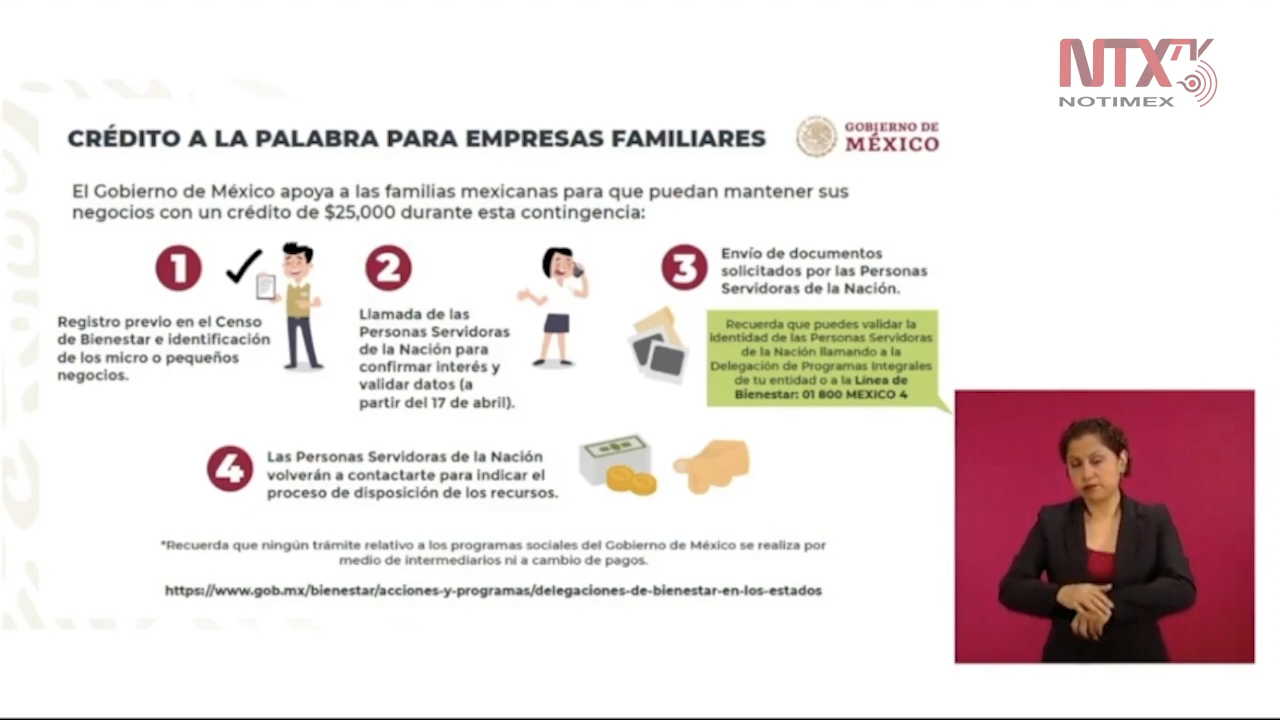 NTX
NOTIMEX
CRÉDITO A LA PALABRA PARA EMPRESAS FAMILIARES
GOBIERNO DE
MÉXICO
El Gobierno de México apoya a las familias mexicanas para que puedan mantener sus
negocios con un crédito de $25,000 durante esta contingencia:
1
Registro previo en el Censo
de Bienestar e identificación
de los micro o pequeños
negocios.
2
Llamada de las
Personas Servidoras
de la Nación para
confirmar interés y
validar datos (a
partir del 17 de abril).
3
Envío de documentos
solicitados por las Personas
Servidoras de la Nación.
Recuerda que puedes validar la
identidad de las Personas Servidoras
de la Nación llamando a la
Delegación de Programas Integrales
de tu entidad o a la Línea de
Bienestar: 01 800 MEXICO 4
4
Las Personas Servidoras de la Nación
volverán a contactarte para indicar el
proceso de disposición de los recursos.
*Recuerda que ningún trámite relativo a los programas sociales del Gobierno de México se realiza por
medio de intermediarios ni a cambio de pagos.
https://www.gob.mx/bienestar/acciones-y-programas/delegaciones-de-bienestar-en-los-estados